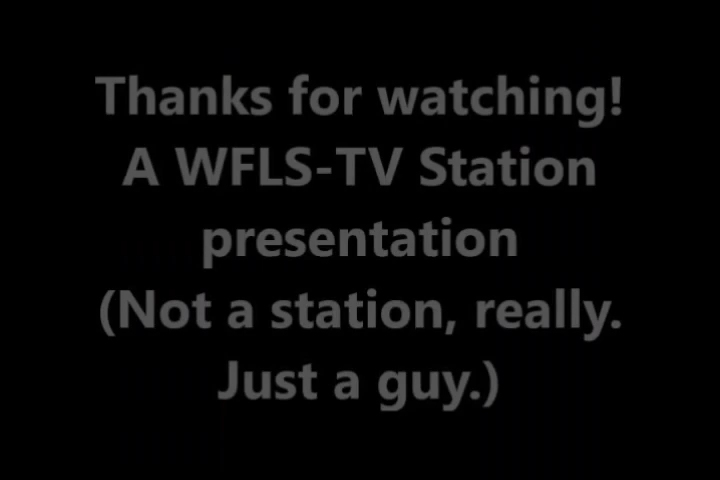 Thanks for watching!
A WFLS-TV Station
presentation
(Not a station, really.
Just a guy.)